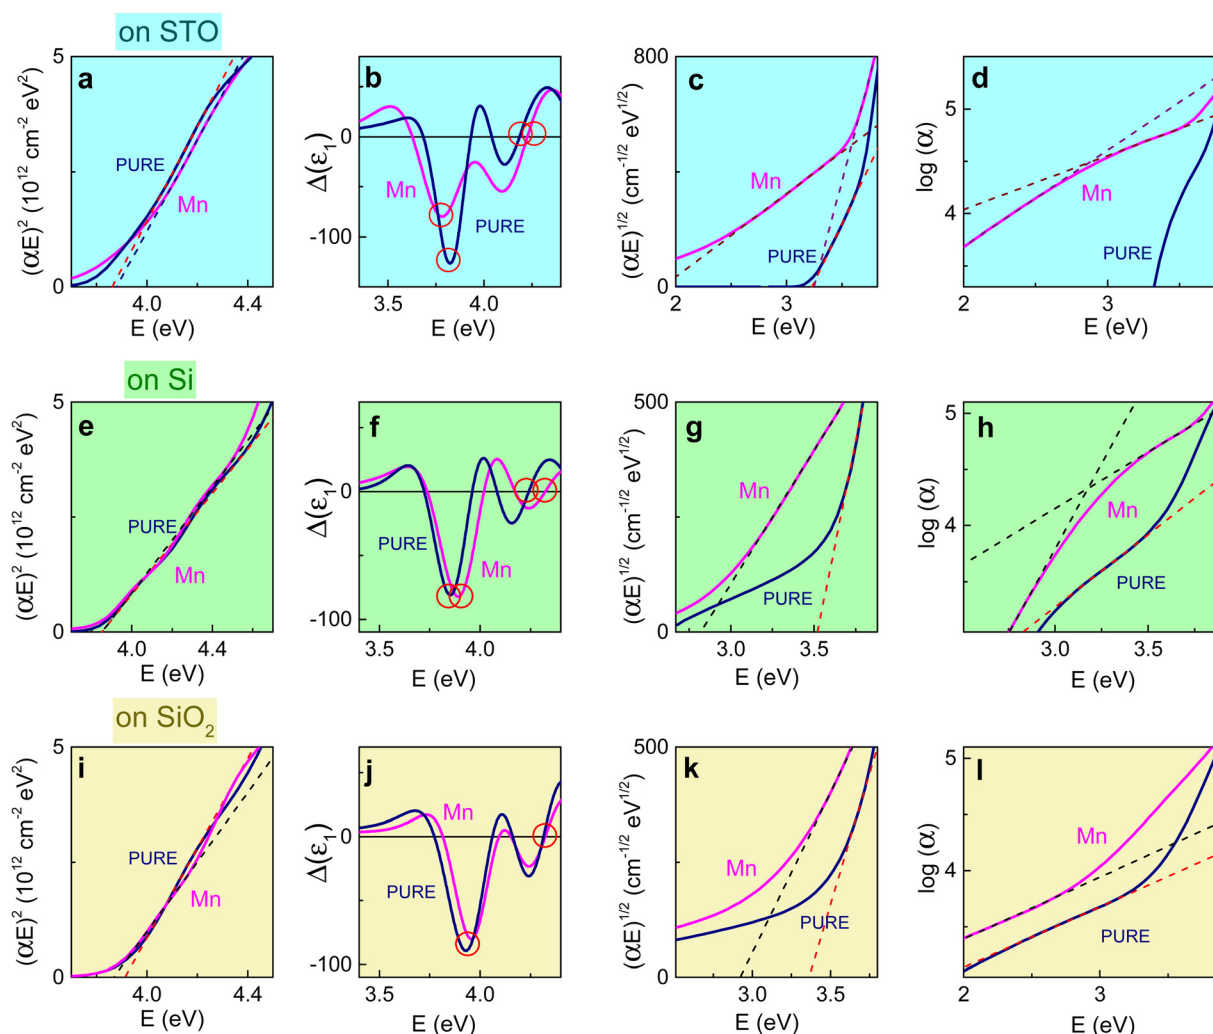 on STO
a
5
0
4.0
4.4
E (eV)
(αE)² (10¹² cm⁻² eV²)
PURE
Mn
b
0
-100
3.5
4.0
E (eV)
Δ(ε₁)
Mn
PURE
c
800
400
0
2
3
E (eV)
(αE)^1/2 (cm^-1/2 eV^1/2)
Mn
PURE
d
5
4
2
3
E (eV)
log (α)
Mn
PURE
on Si
e
5
0
4.0
4.4
E (eV)
(αE)² (10¹² cm⁻² eV²)
PURE
Mn
f
0
-100
3.5
4.0
E (eV)
Δ(ε₁)
PURE
Mn
g
500
0
3.0
3.5
E (eV)
(αE)^1/2 (cm^-1/2 eV^1/2)
Mn
PURE
h
5
4
3.0
3.5
E (eV)
log (α)
Mn
PURE
on SiO₂
i
5
0
4.0
4.4
E (eV)
(αE)² (10¹² cm⁻² eV²)
PURE
Mn
j
0
-100
3.5
4.0
E (eV)
Δ(ε₁)
Mn
PURE
k
500
0
3.0
3.5
E (eV)
(αE)^1/2 (cm^-1/2 eV^1/2)
Mn
PURE
l
5
4
2
3
E (eV)
log (α)
Mn
PURE